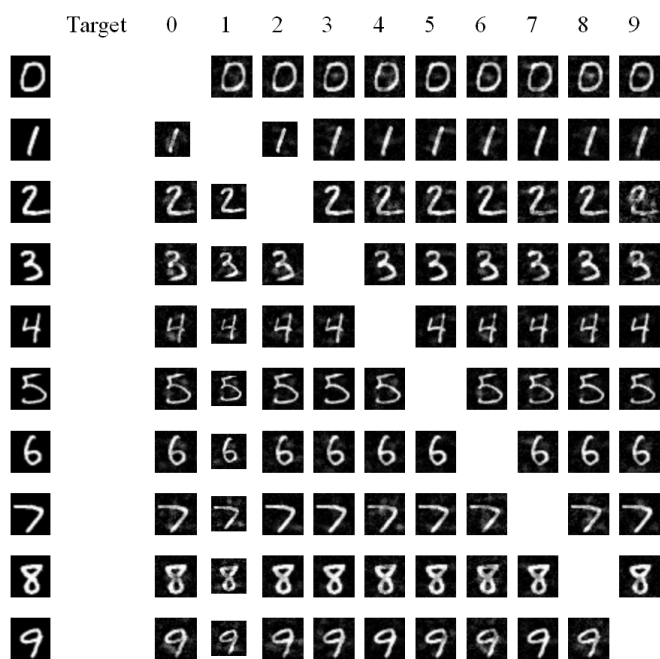 Target 0 1 2 3 4 5 6 7 8 9
0 0 0 0 0 0 0 0 0 0
1 1 1 1 1 1 1 1 1 1
2 2 2 2 2 2 2 2 2 2
3 3 3 3 3 3 3 3 3 3
4 4 4 4 4 4 4 4 4 4
5 5 5 5 5 5 5 5 5 5
6 6 6 6 6 6 6 6 6 6
7 7 7 7 7 7 7 7 7 7
8 8 8 8 8 8 8 8 8 8
9 9 9 9 9 9 9 9 9 9